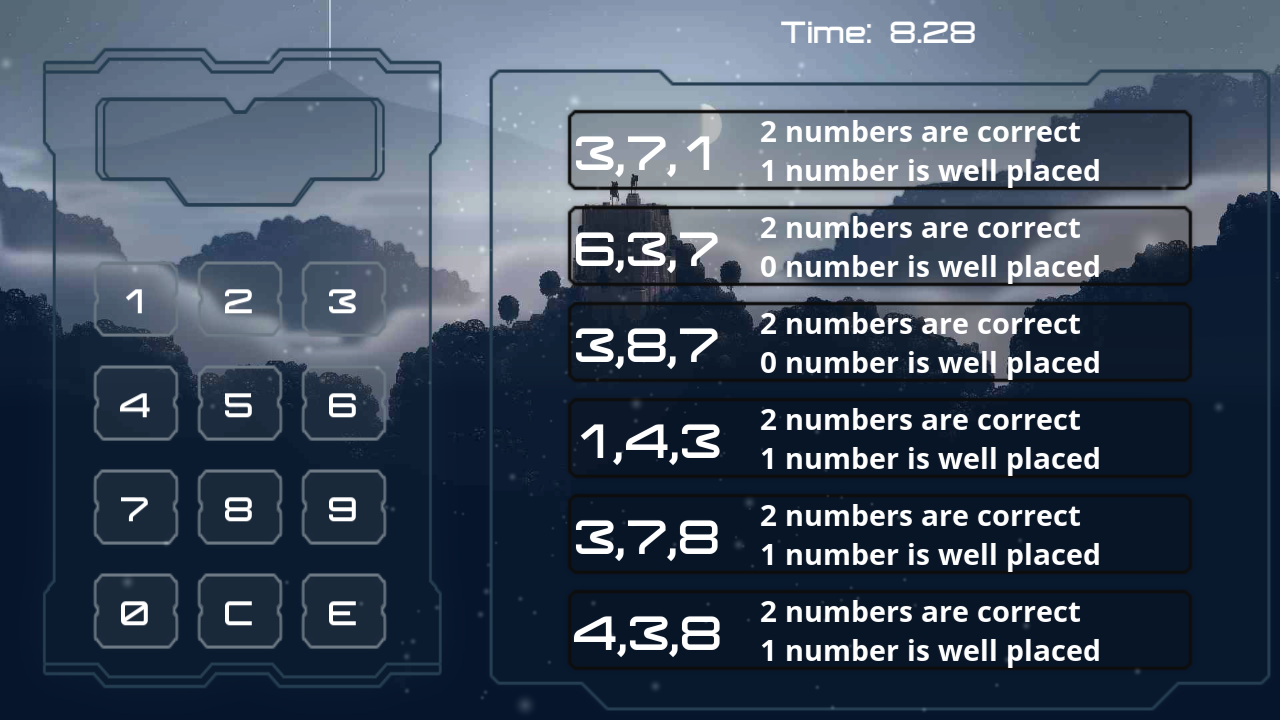 Time: 8.28
3,7,1
2 numbers are correct
1 number is well placed
6,3,7
2 numbers are correct
0 number is well placed
3,8,7
2 numbers are correct
0 number is well placed
1,4,3
2 numbers are correct
1 number is well placed
3,7,8
2 numbers are correct
1 number is well placed
4,3,8
2 numbers are correct
1 number is well placed
1 2 3
4 5 6
7 8 9
0 C E